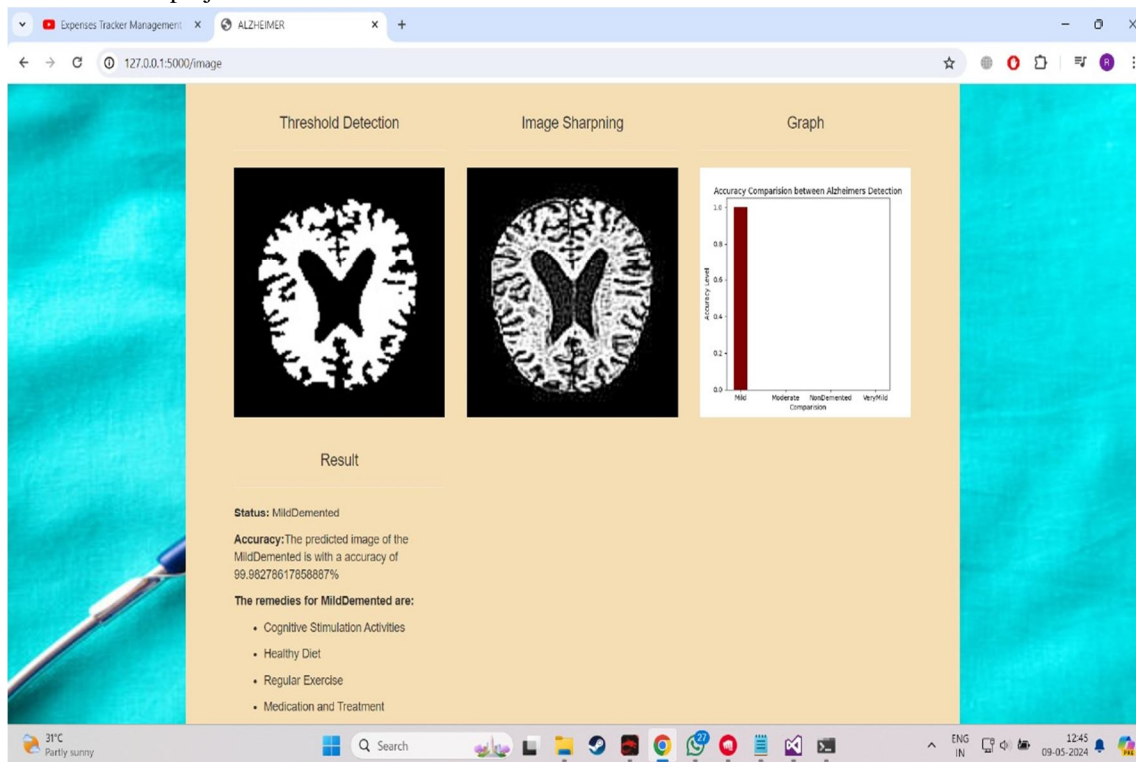 Expenses Tracker Management
ALZHEIMER
127.0.0.1:5000/image
R
Threshold Detection
Image Sharpning
Graph
Accuracy Comparision between Alzheimers Detection
Accuracy Level
1.0
0.8
0.6
0.4
0.2
0.0
Mild Moderate NonDemented VeryMild
Comparision
Result
Status: MildDemented
Accuracy:The predicted image of the
MildDemented is with a accuracy of
99.98278617858887%
The remedies for MildDemented are:
• Cognitive Stimulation Activities
• Healthy Diet
• Regular Exercise
• Medication and Treatment
31°C
Partly sunny
Search
27
ENG
IN
12:45
09-05-2024
PRE